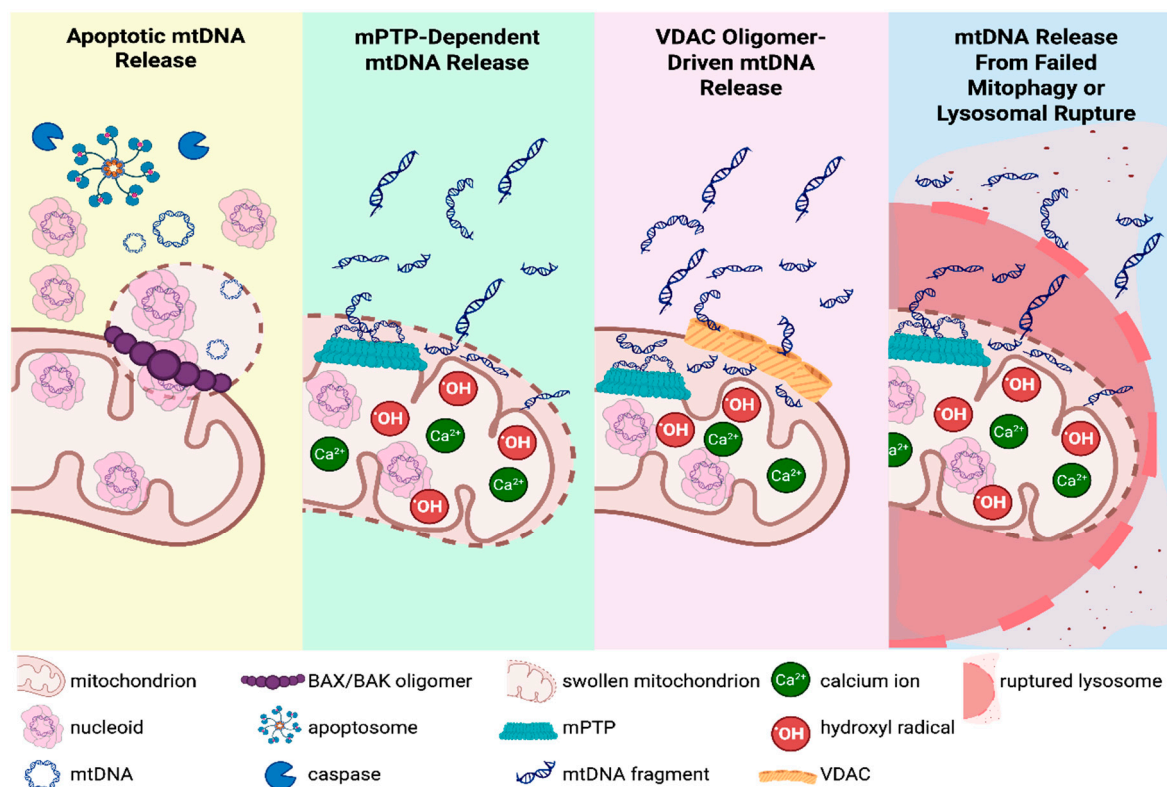 Apoptotic mtDNA
Release
mPTP-Dependent
mtDNA Release
VDAC Oligomer-
Driven mtDNA
Release
mtDNA Release
From Failed
Mitophagy or
Lysosomal Rupture
•OH
•OH
•OH
•OH
Ca2+
Ca2+
Ca2+
•OH
•OH
Ca2+
Ca2+
•OH
•OH
•OH
Ca2+
Ca2+
Ca2+
mitochondrion
BAX/BAK oligomer
swollen mitochondrion
Ca2+
calcium ion
ruptured lysosome
nucleoid
apoptosome
mPTP
•OH
hydroxyl radical
mtDNA
caspase
mtDNA fragment
VDAC